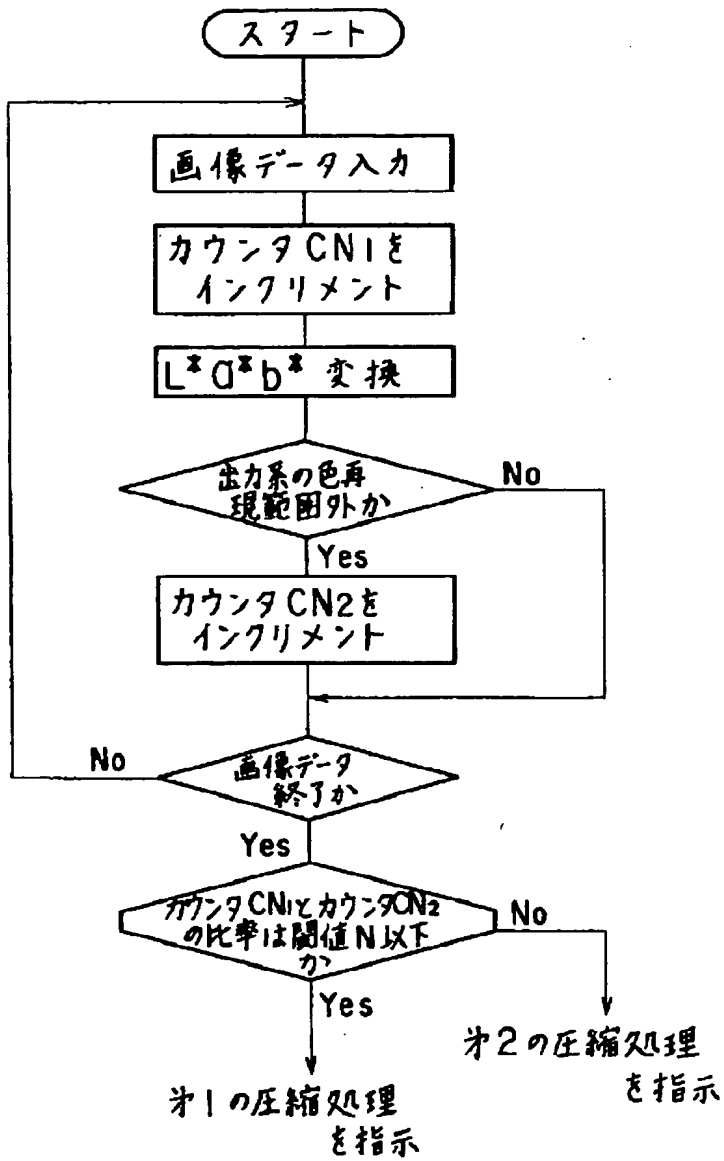 スタート
画像データ入力
カウンタCN1を
インクリメント
L*a*b* 変換
出力系の色再
現範囲外か
No
Yes
カウンタCN2を
インクリメント
No
画像データ
終了か
Yes
カウンタCN1とカウンタCN2
の比率は閾値N以下
か
No
Yes
第2の圧縮処理
を指示
第1の圧縮処理
を指示